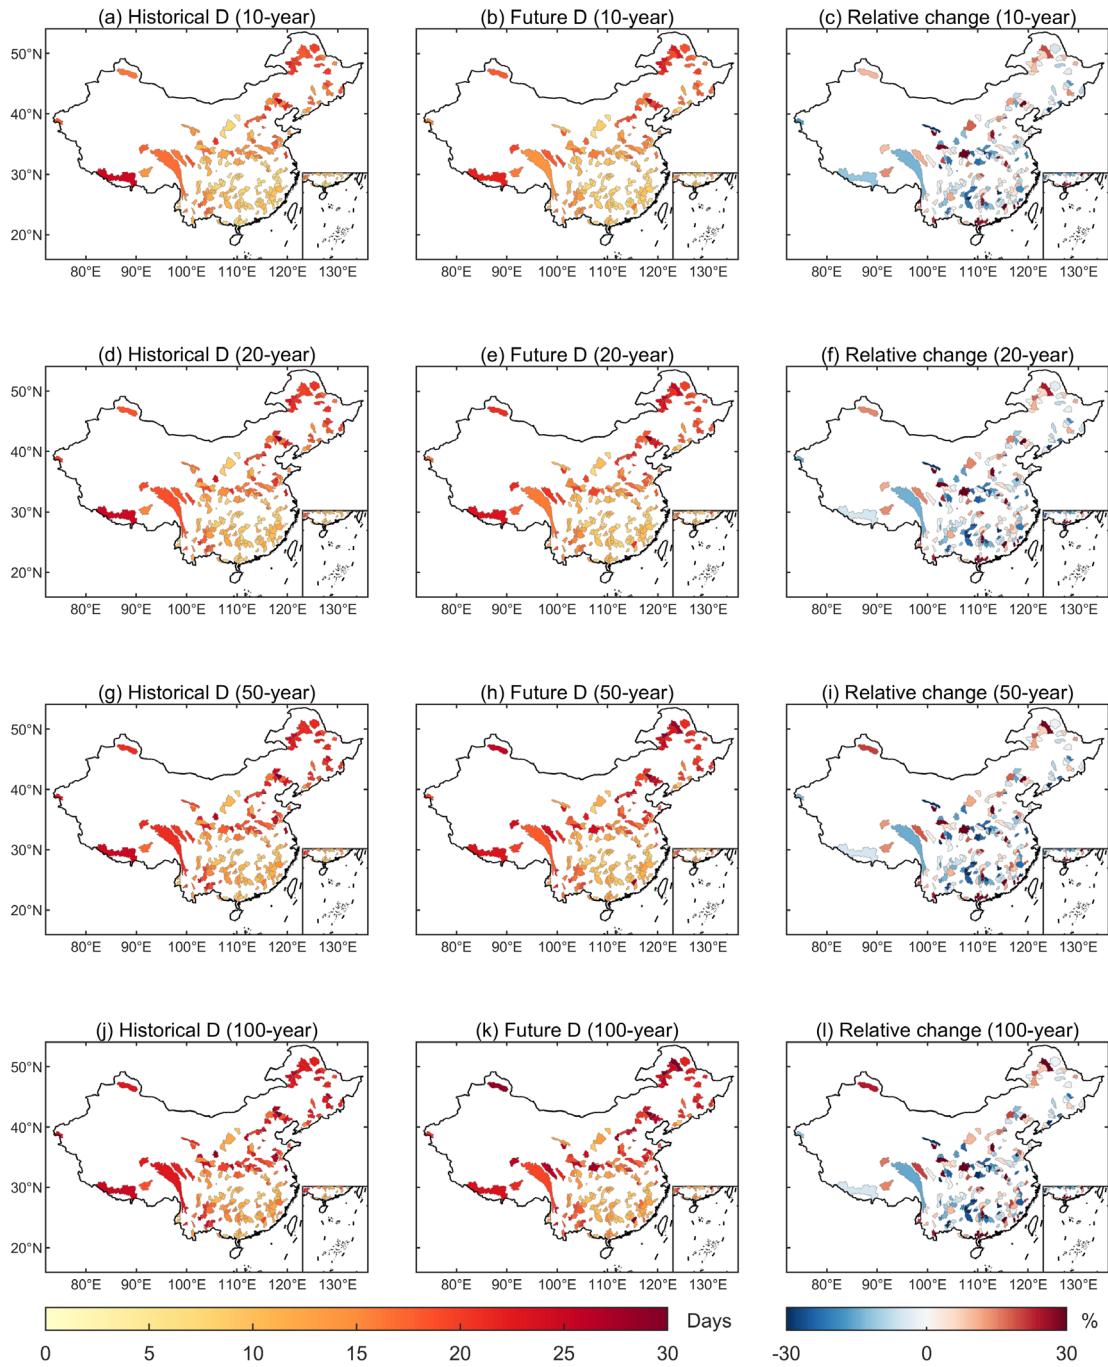 (a) Historical D (10-year) (b) Future D (10-year) (c) Relative change (10-year)
50°N
40°N
30°N
20°N
80°E 90°E 100°E 110°E 120°E 130°E 80°E 90°E 100°E 110°E 120°E 130°E 80°E 90°E 100°E 110°E 120°E 130°E
(d) Historical D (20-year) (e) Future D (20-year) (f) Relative change (20-year)
50°N
40°N
30°N
20°N
80°E 90°E 100°E 110°E 120°E 130°E 80°E 90°E 100°E 110°E 120°E 130°E 80°E 90°E 100°E 110°E 120°E 130°E
(g) Historical D (50-year) (h) Future D (50-year) (i) Relative change (50-year)
50°N
40°N
30°N
20°N
80°E 90°E 100°E 110°E 120°E 130°E 80°E 90°E 100°E 110°E 120°E 130°E 80°E 90°E 100°E 110°E 120°E 130°E
(j) Historical D (100-year) (k) Future D (100-year) (l) Relative change (100-year)
50°N
40°N
30°N
20°N
80°E 90°E 100°E 110°E 120°E 130°E 80°E 90°E 100°E 110°E 120°E 130°E 80°E 90°E 100°E 110°E 120°E 130°E
Days %
0 5 10 15 20 25 30 -30 0 30